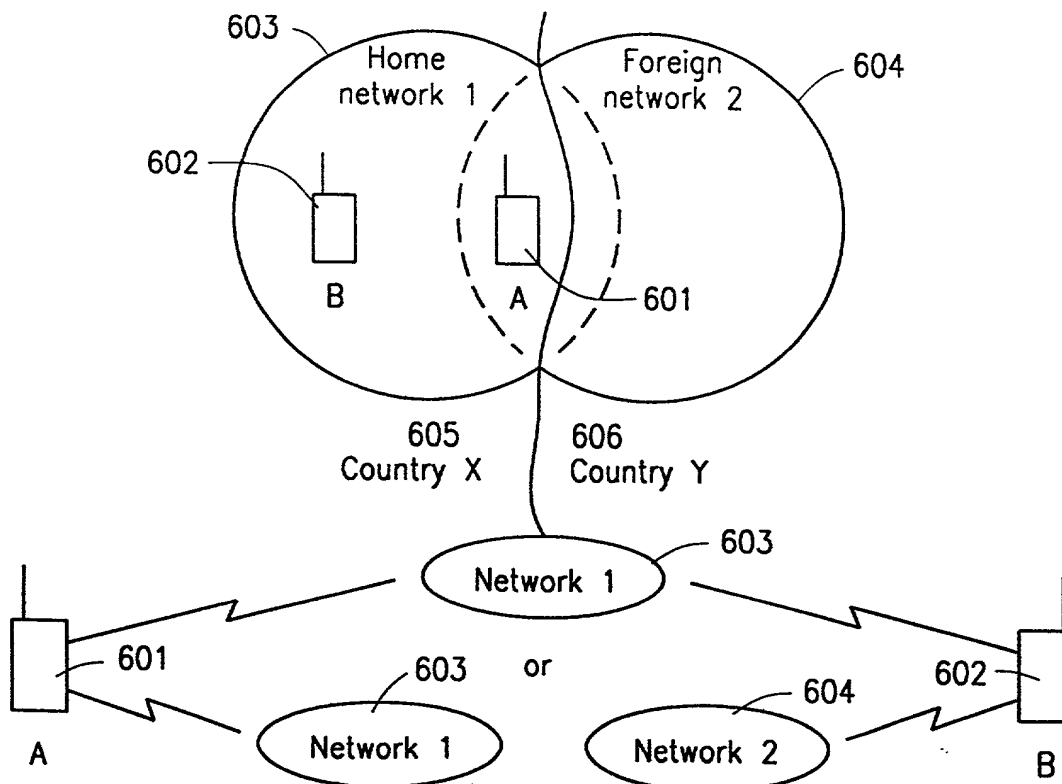 603
Home
network 1
Foreign
network 2
604
602
B
A
601
605
Country X
606
Country Y
603
Network 1
601
603
or
604
602
Network 1
Network 2
A
B